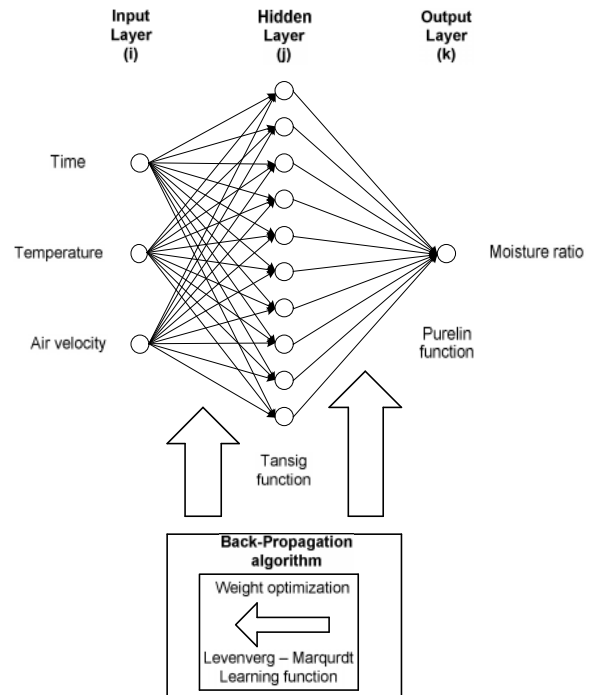 Input
Layer
(i)
Hidden
Layer
(j)
Output
Layer
(k)
Time
Temperature
Air velocity
Moisture ratio
Purelin
function
Tansig
function
Back-Propagation
algorithm
Weight optimization
Levenverg – Marqurdt
Learning function